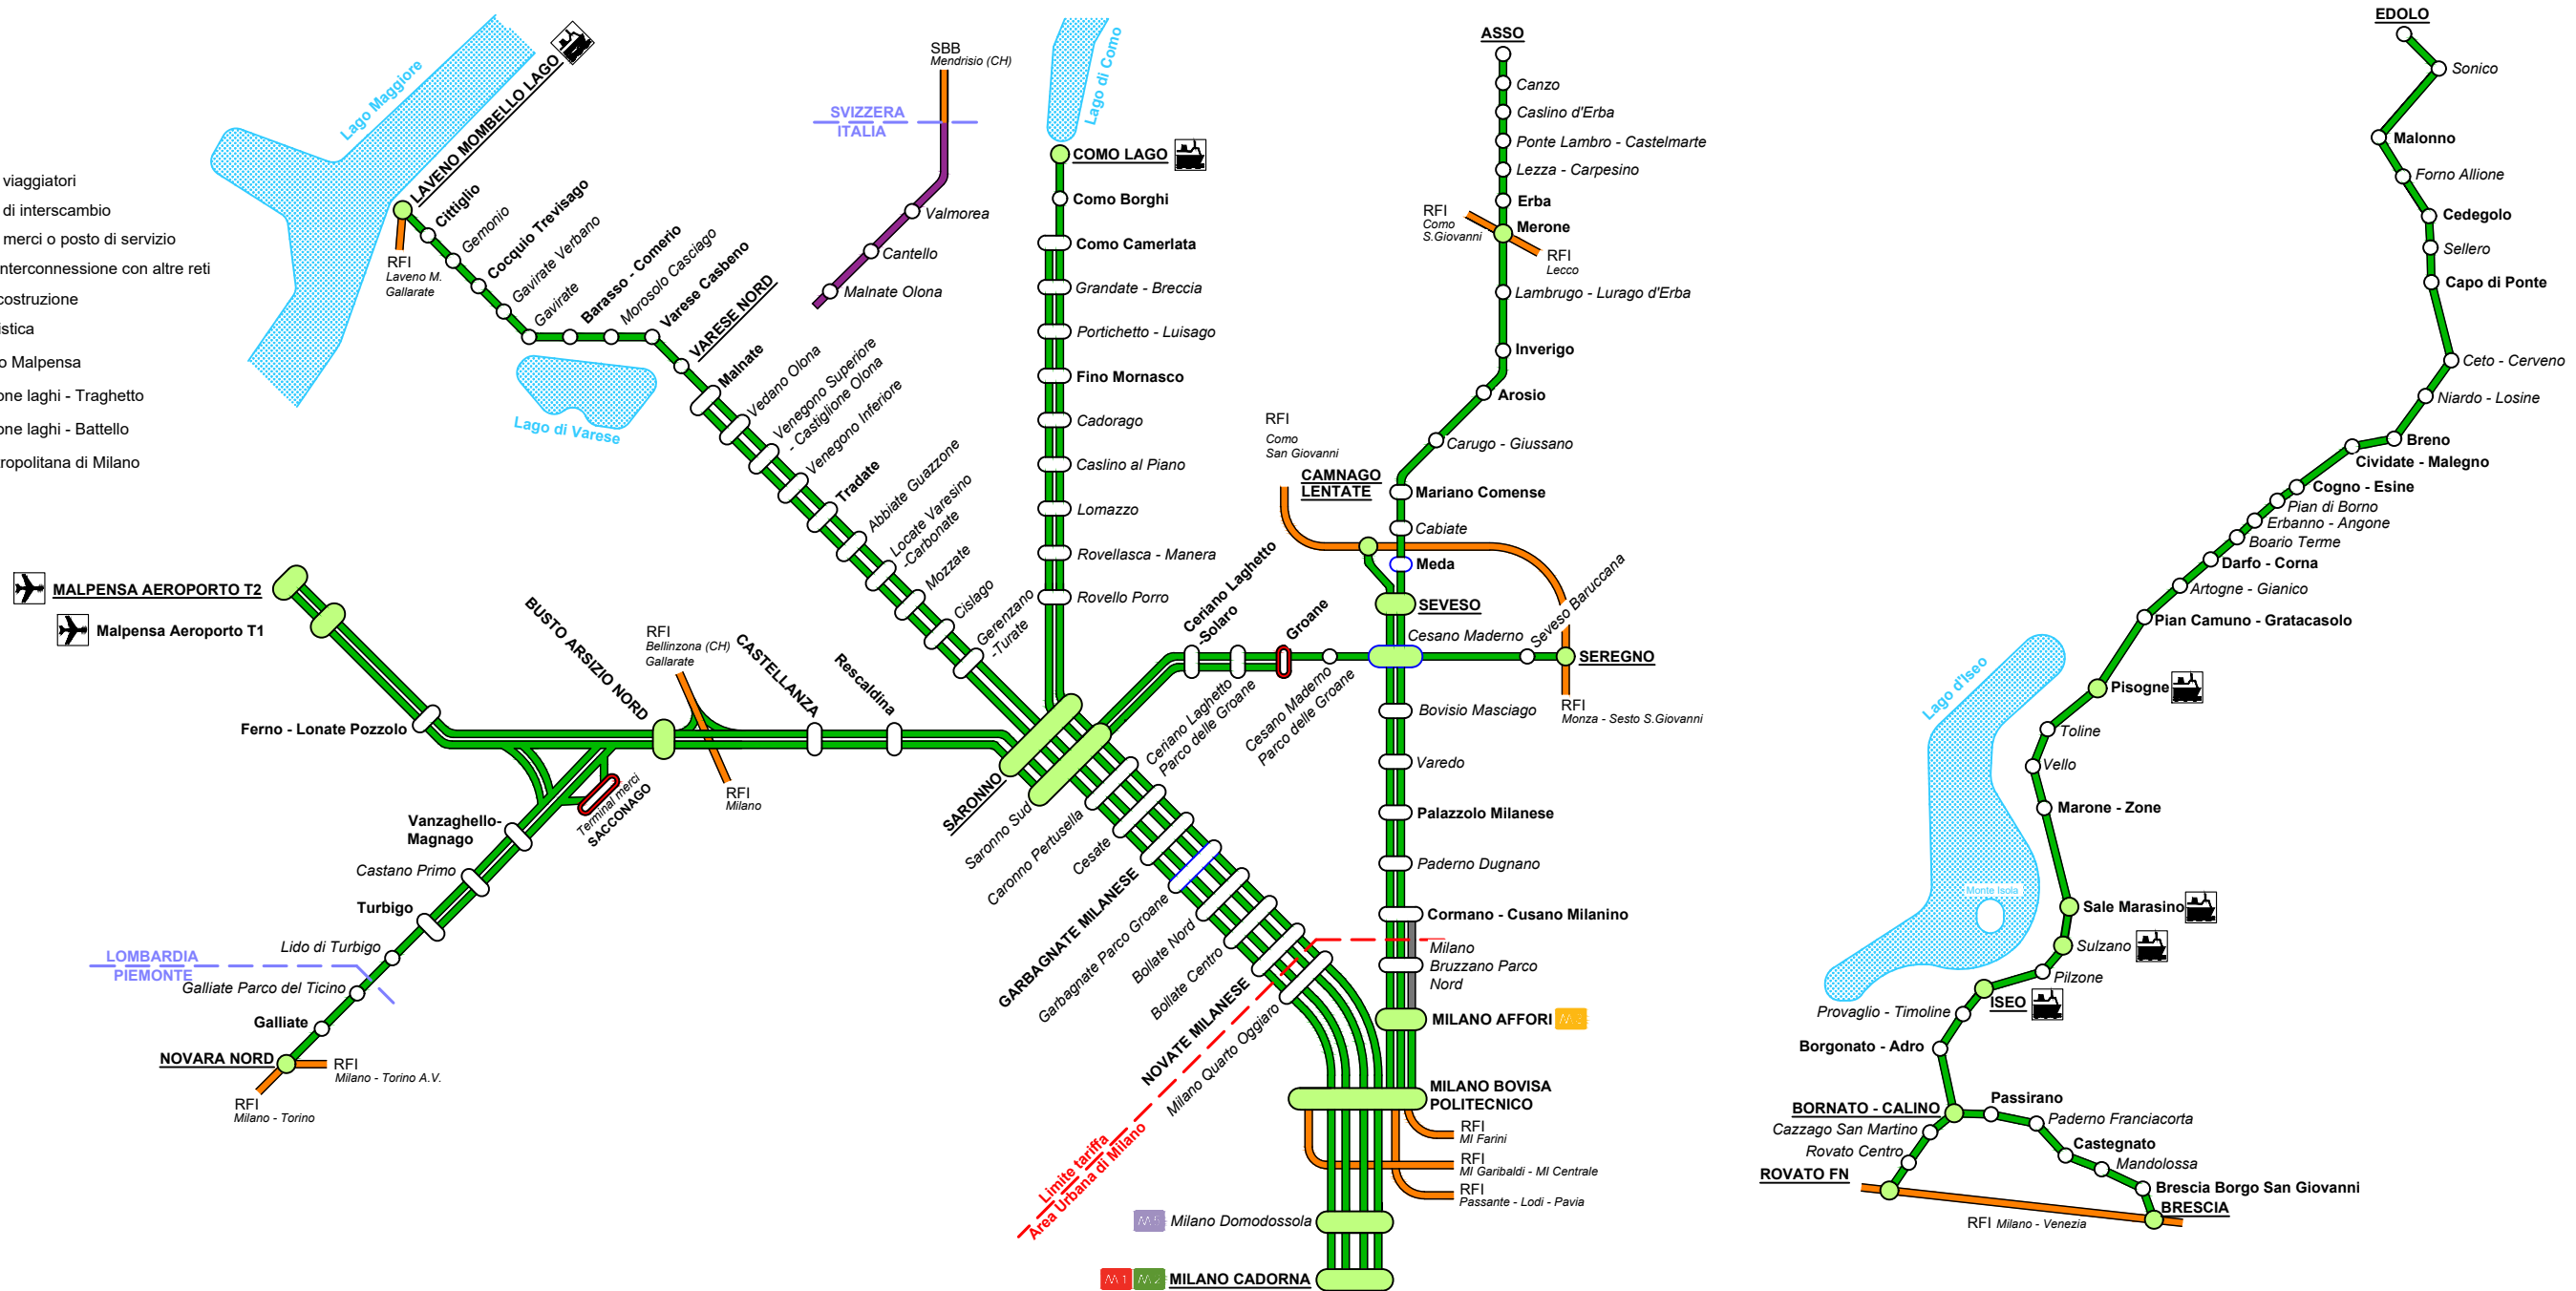 viaggiatori
di interscambio
merci o posto di servizio
nterconnessione con altre reti
costruzione
istica
o Malpensa
one laghi - Traghetto
one laghi - Battello
ropolitana di Milano
Lago Maggiore
LAVENO MOMBELLO LAGO
RFI
Laveno M.
Gallarate
Cittiglio
Gemonio
Cocquio Trevisago
Gavirate Verbano
Gavirate
Barasso - Comerio
Morosolo Casciago
Varese Casbeno
VARESE NORD
Lago di Varese
Malnate
Vedano Olona
Venegono Superiore
- Castiglione Olona
Venegono Inferiore
Tradate
Abbiate Guazzone
Locate Varesino
-Carbonate
Mozzate
Cislago
Gerenzano
-Turate
SBB
Mendrisio (CH)
SVIZZERA
ITALIA
Valmorea
Cantello
Malnate Olona
Lago di Como
COMO LAGO
Como Borghi
Como Camerlata
Grandate - Breccia
Portichetto - Luisago
Fino Mornasco
Cadorago
Caslino al Piano
Lomazzo
Rovellasca - Manera
Rovello Porro
ASSO
Canzo
Caslino d'Erba
Ponte Lambro - Castelmarte
Lezza - Carpesino
Erba
RFI
Como
S.Giovanni
Merone
RFI
Lecco
Lambrugo - Lurago d'Erba
Inverigo
Arosio
Carugo - Giussano
RFI
Como
San Giovanni
CAMNAGO
LENTATE
Mariano Comense
Cabiate
Meda
SEVESO
Cesano Maderno
Seveso Baruccana
SEREGNO
RFI
Monza - Sesto S.Giovanni
Ceriano Laghetto
-Solaro
Groane
Ceriano Laghetto
Parco delle Groane
Cesano Maderno
Parco delle Groane
Bovisio Masciago
Varedo
Palazzolo Milanese
Paderno Dugnano
Cormano - Cusano Milanino
Milano
Bruzzano Parco
Nord
MILANO AFFORI
M3
MILANO BOVISA
POLITECNICO
RFI
MI Farini
RFI
MI Garibaldi - MI Centrale
RFI
Passante - Lodi - Pavia
M5
Milano Domodossola
M1
M2
MILANO CADORNA
MALPENSA AEROPORTO T2
Malpensa Aeroporto T1
Ferno - Lonate Pozzolo
BUSTO ARSIZIO NORD
RFI
Bellinzona (CH)
Gallarate
RFI
Milano
CASTELLANZA
Rescaldina
SARONNO
Saronno Sud
Caronno Pertusella
Cesate
GARBAGNATE MILANESE
Garbagnate Parco Groane
Bollate Nord
Bollate Centro
NOVATE MILANESE
Milano Quarto Oggiaro
Limite tariffa
Area Urbana di Milano
Terminal merci
SACCONAGO
Vanzaghello-
Magnago
Castano Primo
Turbigo
Lido di Turbigo
LOMBARDIA
PIEMONTE
Galliate Parco del Ticino
Galliate
NOVARA NORD
RFI
Milano - Torino A.V.
RFI
Milano - Torino
EDOLO
Sonico
Malonno
Forno Allione
Cedegolo
Sellero
Capo di Ponte
Ceto - Cerveno
Niardo - Losine
Breno
Cividate - Malegno
Cogno - Esine
Pian di Borno
Erbanno - Angone
Boario Terme
Darfo - Corna
Artogne - Gianico
Pian Camuno - Gratacasolo
Lago d'Iseo
Pisogne
Toline
Vello
Marone - Zone
Monte Isola
Sale Marasino
Sulzano
Pilzone
ISEO
Provaglio - Timoline
Borgonato - Adro
BORNATO - CALINO
Passirano
Paderno Franciacorta
Cazzago San Martino
Castegnato
Rovato Centro
Mandolossa
ROVATO FN
Brescia Borgo San Giovanni
BRESCIA
RFI Milano - Venezia